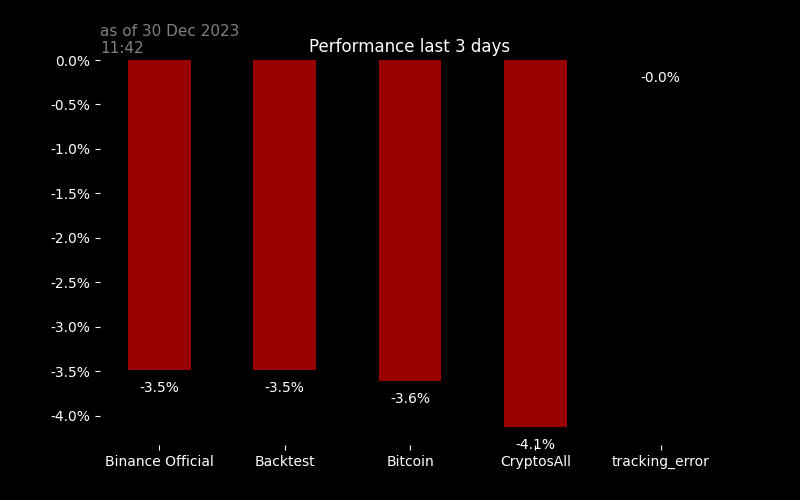 as of 30 Dec 2023
11:42
Performance last 3 days
0.0%
-0.5%
-1.0%
-1.5%
-2.0%
-2.5%
-3.0%
-3.5%
-4.0%
-3.5%
-3.5%
-3.6%
-4.1%
-0.0%
Binance Official
Backtest
Bitcoin
CryptosAll
tracking_error